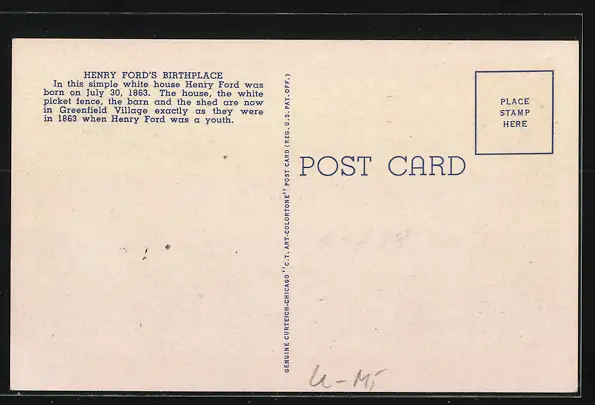 HENRY FORD'S BIRTHPLACE
In this simple white house Henry Ford was
born on July 30, 1863. The house, the white
picket fence, the barn and the shed are now
in Greenfield Village exactly as they were
in 1863 when Henry Ford was a youth.
GENUINE CURTEICH-CHICAGO "C.T. ART-COLORTONE" POST CARD (REG. U.S. PAT. OFF.)
POST CARD
PLACE
STAMP
HERE